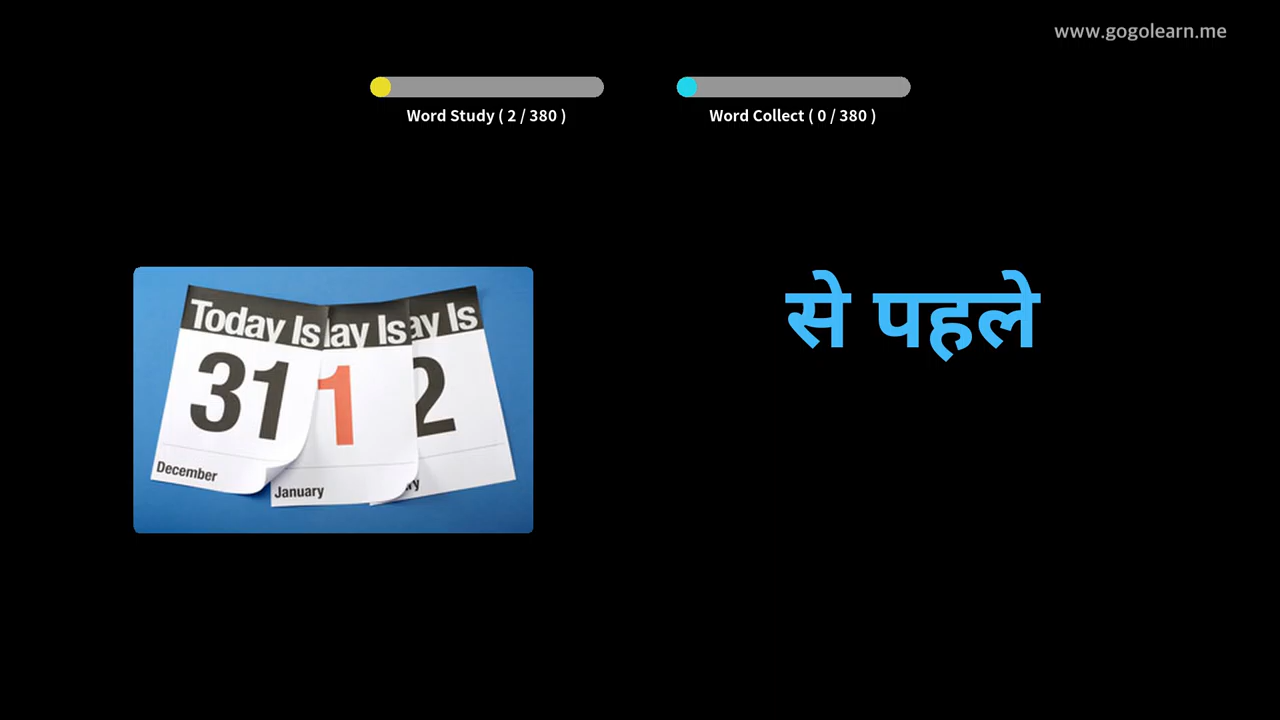 www.gogolearn.me
Word Study ( 2 / 380 )
Word Collect ( 0 / 380 )
से पहले
Today Is
ay Is
ay Is
31
1
2
December
January
ry